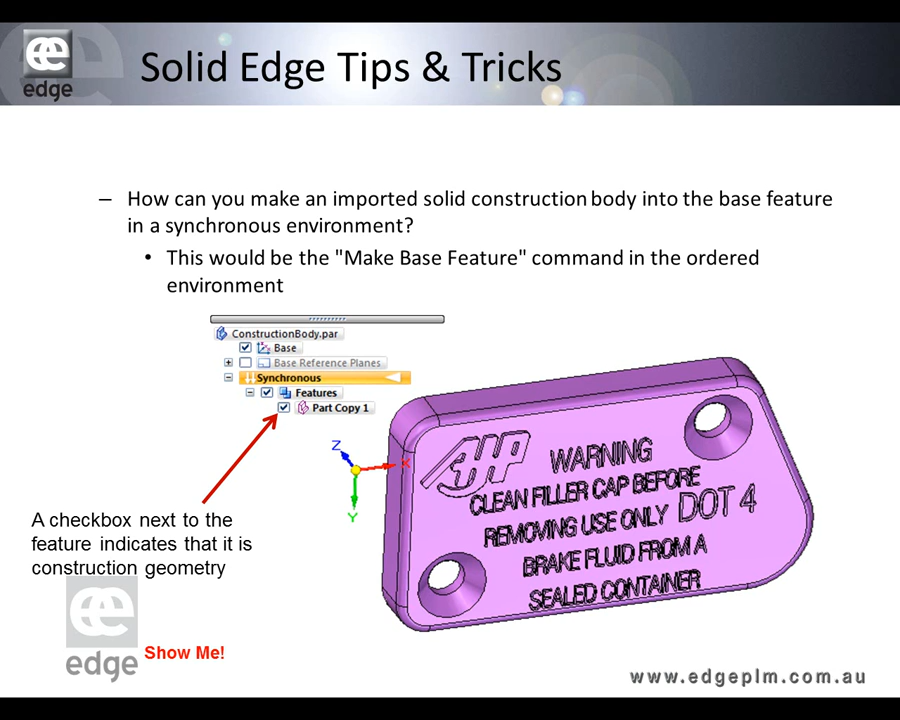 edge
Solid Edge Tips & Tricks
– How can you make an imported solid construction body into the base feature
in a synchronous environment?
• This would be the "Make Base Feature" command in the ordered
environment
ConstructionBody.par
Base
Base Reference Planes
Synchronous
Features
Part Copy 1
A checkbox next to the
feature indicates that it is
construction geometry
Z
X
Y
AJP
WARNING
CLEAN FILLER CAP BEFORE
REMOVING USE ONLY DOT 4
BRAKE FLUID FROM A
SEALED CONTAINER
edge
Show Me!
www.edgeplm.com.au